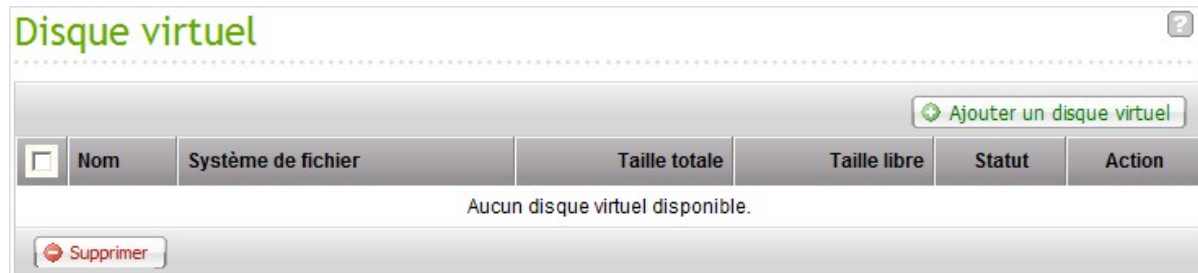 Disque virtuel
?
Ajouter un disque virtuel
Nom Système de fichier Taille totale Taille libre Statut Action
Aucun disque virtuel disponible.
Supprimer